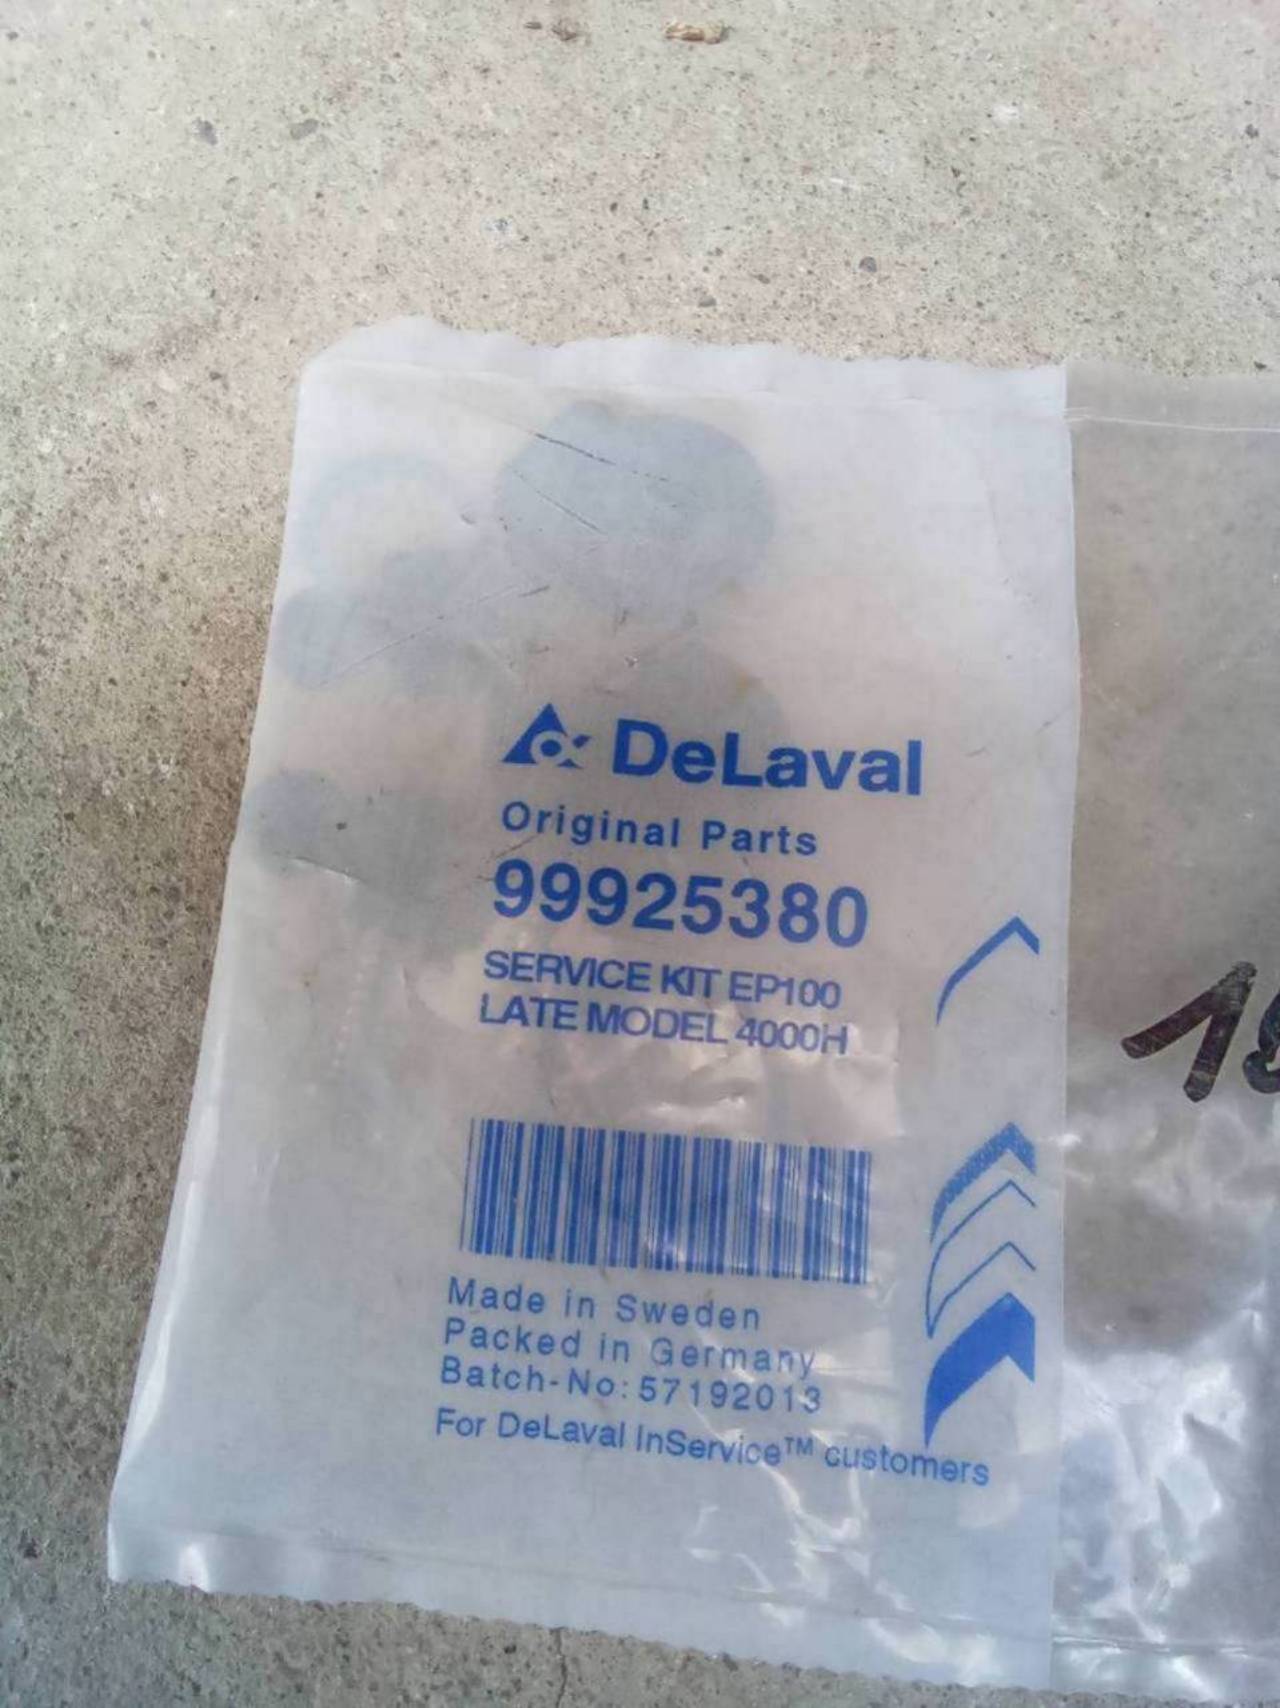 DeLaval
Original Parts
99925380
SERVICE KIT EP100
LATE MODEL 4000H
Made in Sweden
Packed in Germany
Batch-No: 57192013
For DeLaval InService™ customers